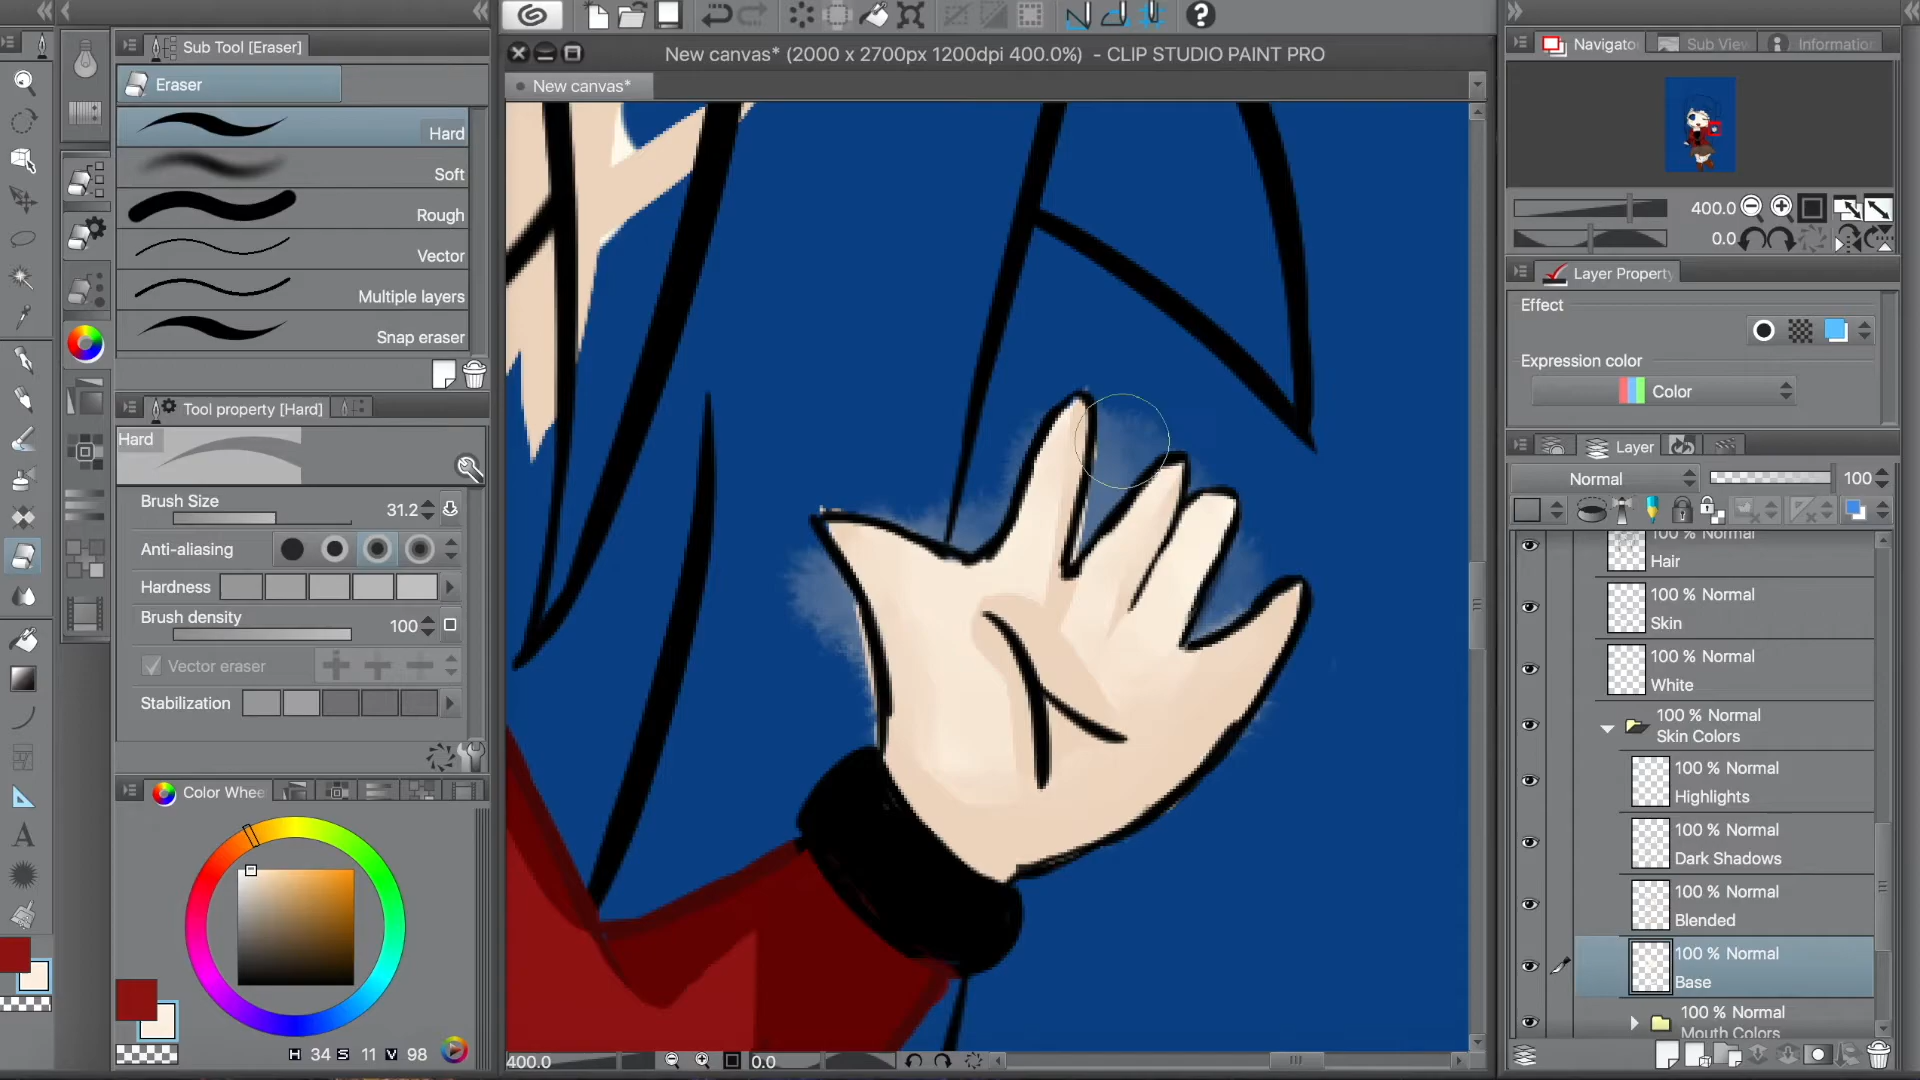 Sub Tool [Eraser]
Eraser
Hard
Soft
Rough
Vector
Multiple layers
Snap eraser
Tool property [Hard]
Hard
Brush Size
31.2
Anti-aliasing
Hardness
Brush density
100
Vector eraser
Stabilization
Color Whee
H 34 S 11 V 98
New canvas* (2000 x 2700px 1200dpi 400.0%) - CLIP STUDIO PAINT PRO
New canvas*
400.0
0.0
Navigato
Sub View
Information
400.0
0.0
Layer Property
Effect
Expression color
Color
Layer
Normal
100
100 % Normal
Hair
100 % Normal
Skin
100 % Normal
White
100 % Normal
Skin Colors
100 % Normal
Highlights
100 % Normal
Dark Shadows
100 % Normal
Blended
100 % Normal
Base
100 % Normal
Mouth Colors